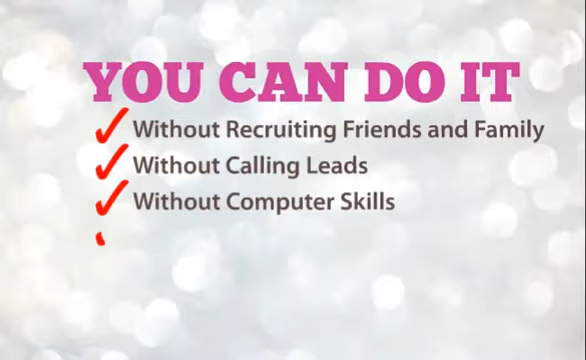 YOU CAN DO IT
Without Recruiting Friends and Family
Without Calling Leads
Without Computer Skills